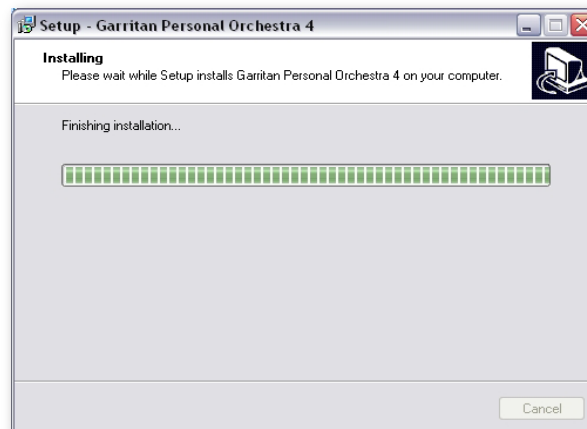 Setup - Garritan Personal Orchestra 4
Installing
Please wait while Setup installs Garritan Personal Orchestra 4 on your computer.
Finishing installation...
Cancel